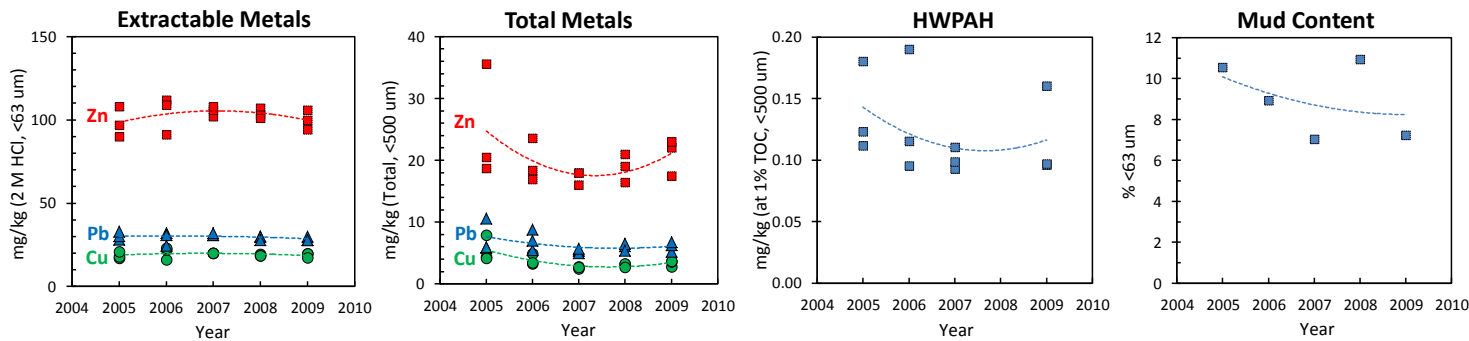 Extractable Metals
mg/kg (2 M HCl, <63 um)
150
100
50
0
Zn
Pb
Cu
2004 2005 2006 2007 2008 2009 2010
Year
Total Metals
mg/kg (Total, <500 um)
40
30
20
10
0
Zn
Pb
Cu
2004 2005 2006 2007 2008 2009 2010
Year
HWPAH
mg/kg (at 1% TOC, <500 um)
0.20
0.15
0.10
0.05
0.00
2004 2005 2006 2007 2008 2009 2010
Year
Mud Content
% <63 um
12
10
8
6
4
2
0
2004 2005 2006 2007 2008 2009 2010
Year